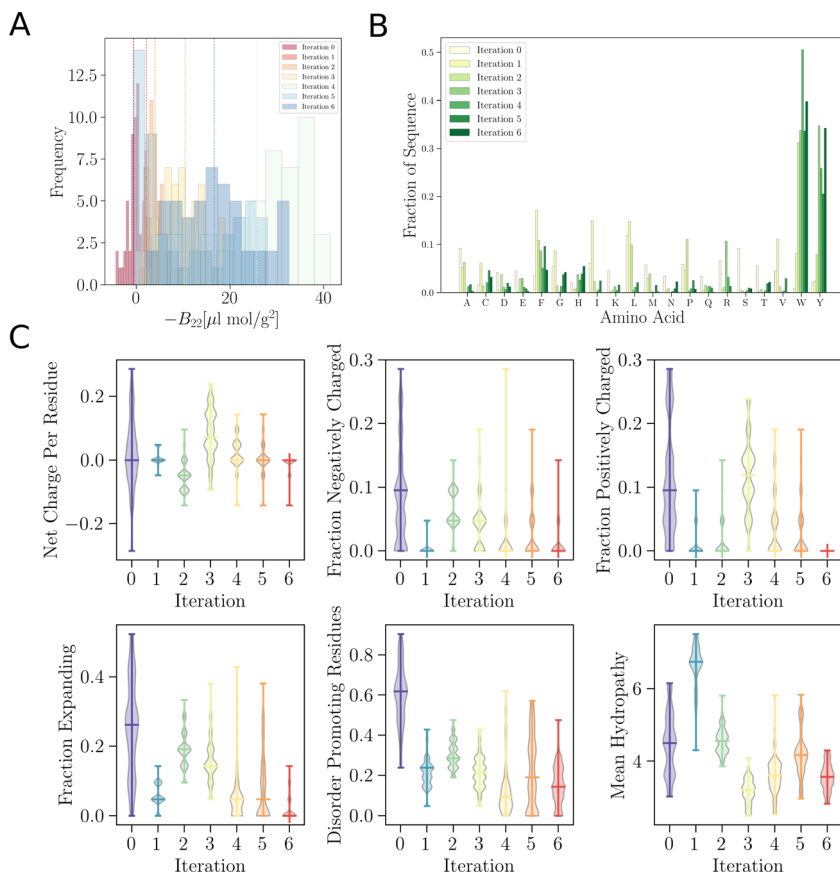 A
B
12.5
10.0
7.5
5.0
2.5
0.0
Frequency
0
20
40
−B₂₂[μl mol/g²]
Iteration 0
Iteration 1
Iteration 2
Iteration 3
Iteration 4
Iteration 5
Iteration 6
0.5
0.4
0.3
0.2
0.1
0.0
Fraction of Sequence
Iteration 0
Iteration 1
Iteration 2
Iteration 3
Iteration 4
Iteration 5
Iteration 6
A C D E F G H I K L M N P Q R S T V W Y
Amino Acid
C
Net Charge Per Residue
0.2
0.0
−0.2
0 1 2 3 4 5 6
Iteration
Fraction Negatively Charged
0.3
0.2
0.1
0.0
0 1 2 3 4 5 6
Iteration
Fraction Positively Charged
0.3
0.2
0.1
0.0
0 1 2 3 4 5 6
Iteration
Fraction Expanding
0.4
0.2
0.0
0 1 2 3 4 5 6
Iteration
Disorder Promoting Residues
0.8
0.6
0.4
0.2
0.0
0 1 2 3 4 5 6
Iteration
Mean Hydropathy
6
4
0 1 2 3 4 5 6
Iteration